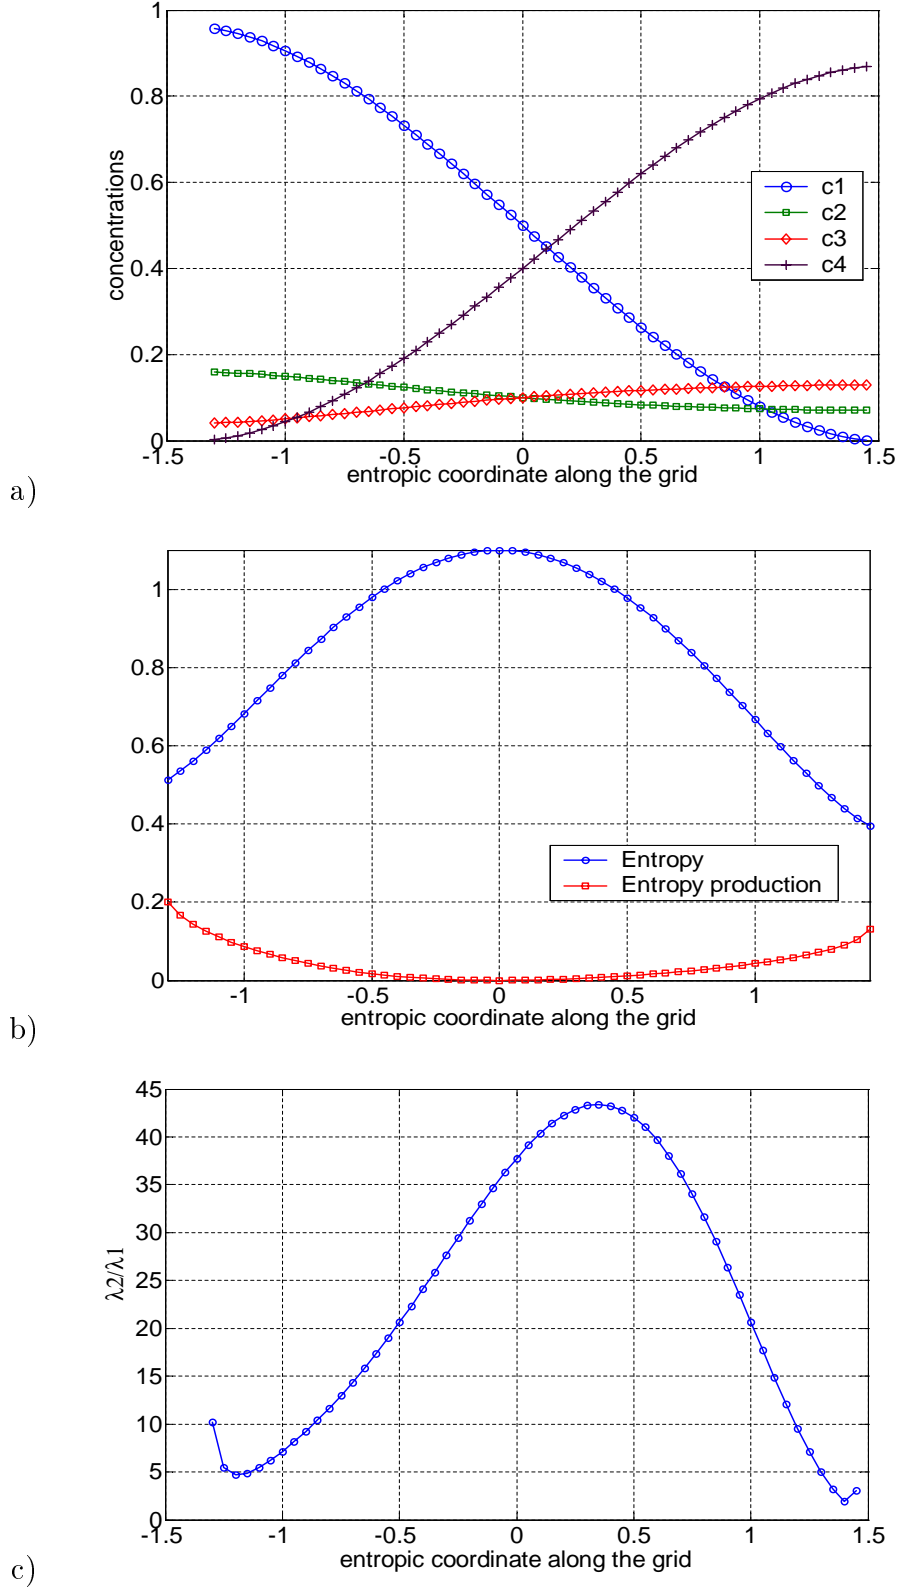 1
0.8
0.6
0.4
0.2
0
concentrations
c1
c2
c3
c4
-1.5
-1
-0.5
0
0.5
1
1.5
entropic coordinate along the grid
a)
1
0.8
0.6
0.4
0.2
0
Entropy
Entropy production
-1
-0.5
0
0.5
1
entropic coordinate along the grid
b)
45
40
35
30
25
20
15
10
5
0
λ2/λ1
-1.5
-1
-0.5
0
0.5
1
1.5
entropic coordinate along the grid
c)